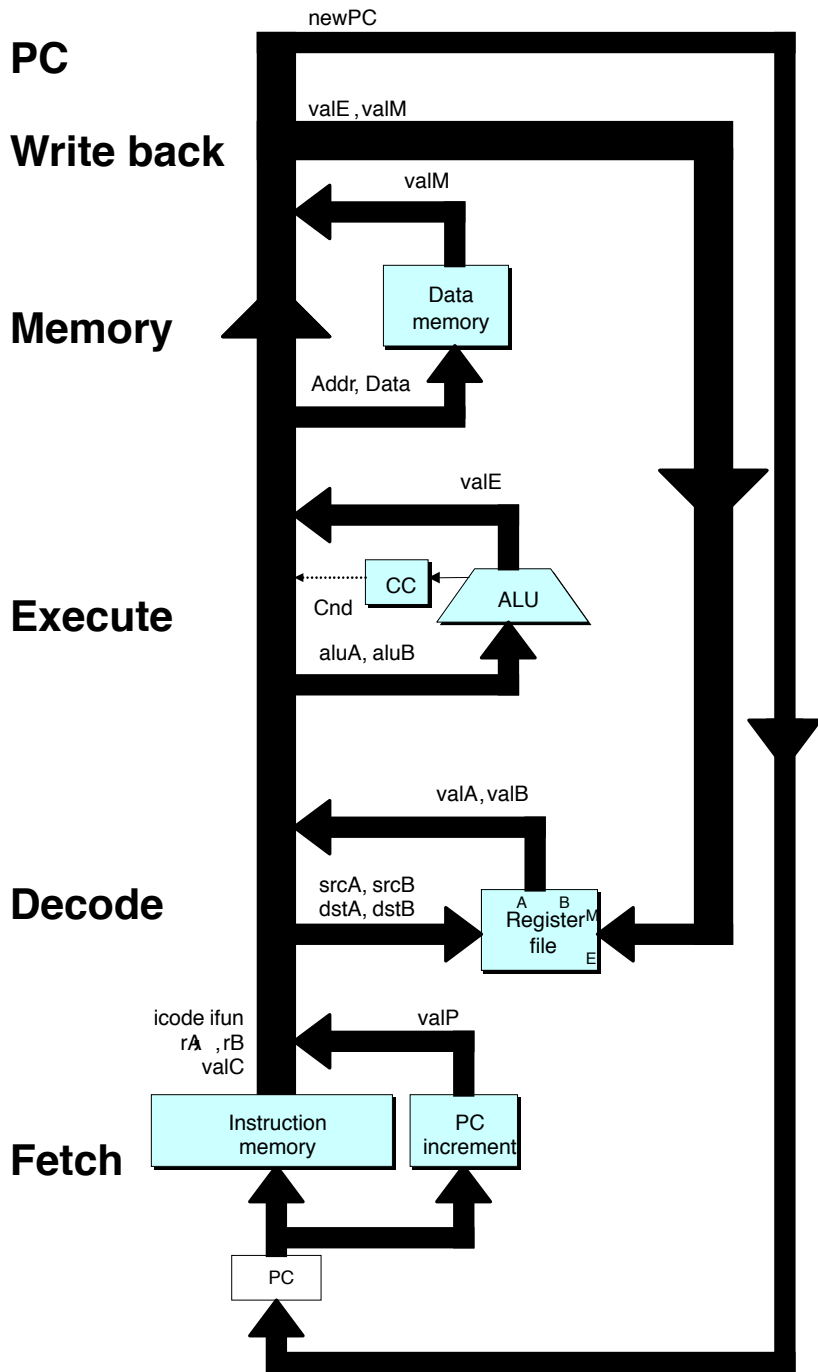 newPC
PC
valE , valM
Write back
valM
Data
memory
Memory
Addr, Data
valE
CC
ALU
Cnd
Execute
aluA, aluB
valA, valB
srcA, srcB
dstA, dstB
A B
Register M
file
E
Decode
icode ifun
rA , rB
valC
valP
Instruction
memory
PC
increment
Fetch
PC